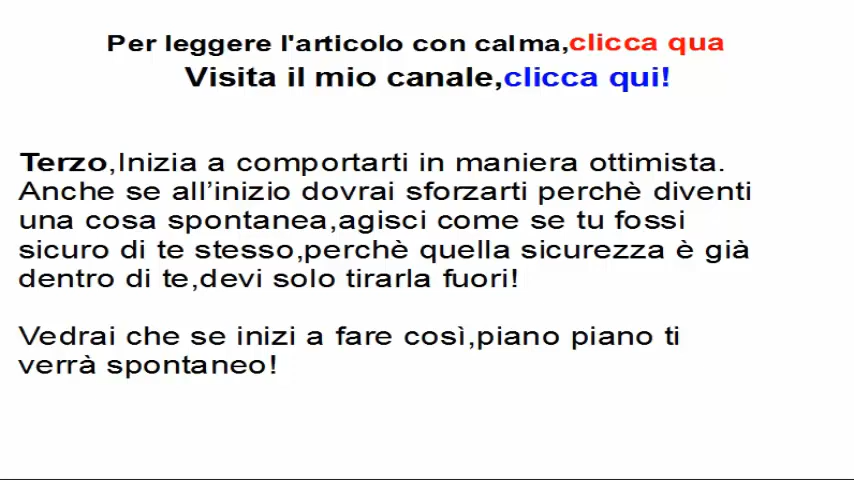 Per leggere l'articolo con calma,clicca qua
Visita il mio canale,clicca qui!
Terzo,Inizia a comportarti in maniera ottimista.
Anche se all’inizio dovrai sforzarti perchè diventi
una cosa spontanea,agisci come se tu fossi
sicuro di te stesso,perchè quella sicurezza è già
dentro di te,devi solo tirarla fuori!
Vedrai che se inizi a fare così,piano piano ti
verrà spontaneo!